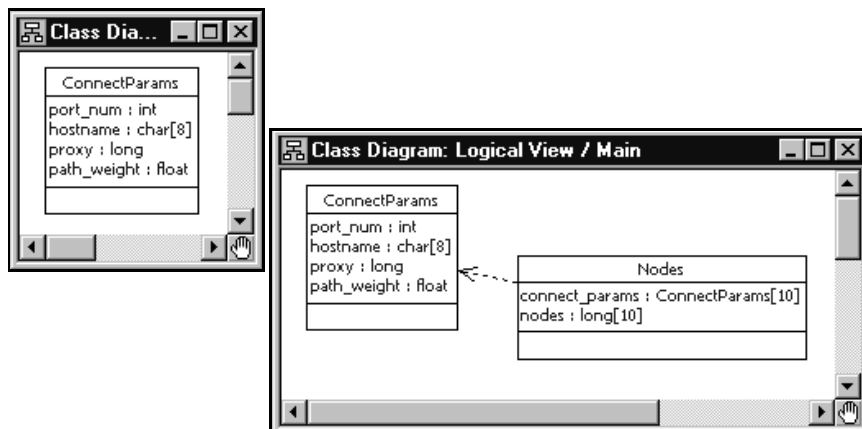 Class Dia...
ConnectParams
port_num : int
hostname : char[8]
proxy : long
path_weight : float
Class Diagram: Logical View / Main
ConnectParams
port_num : int
hostname : char[8]
proxy : long
path_weight : float
Nodes
connect_params : ConnectParams[10]
nodes : long[10]